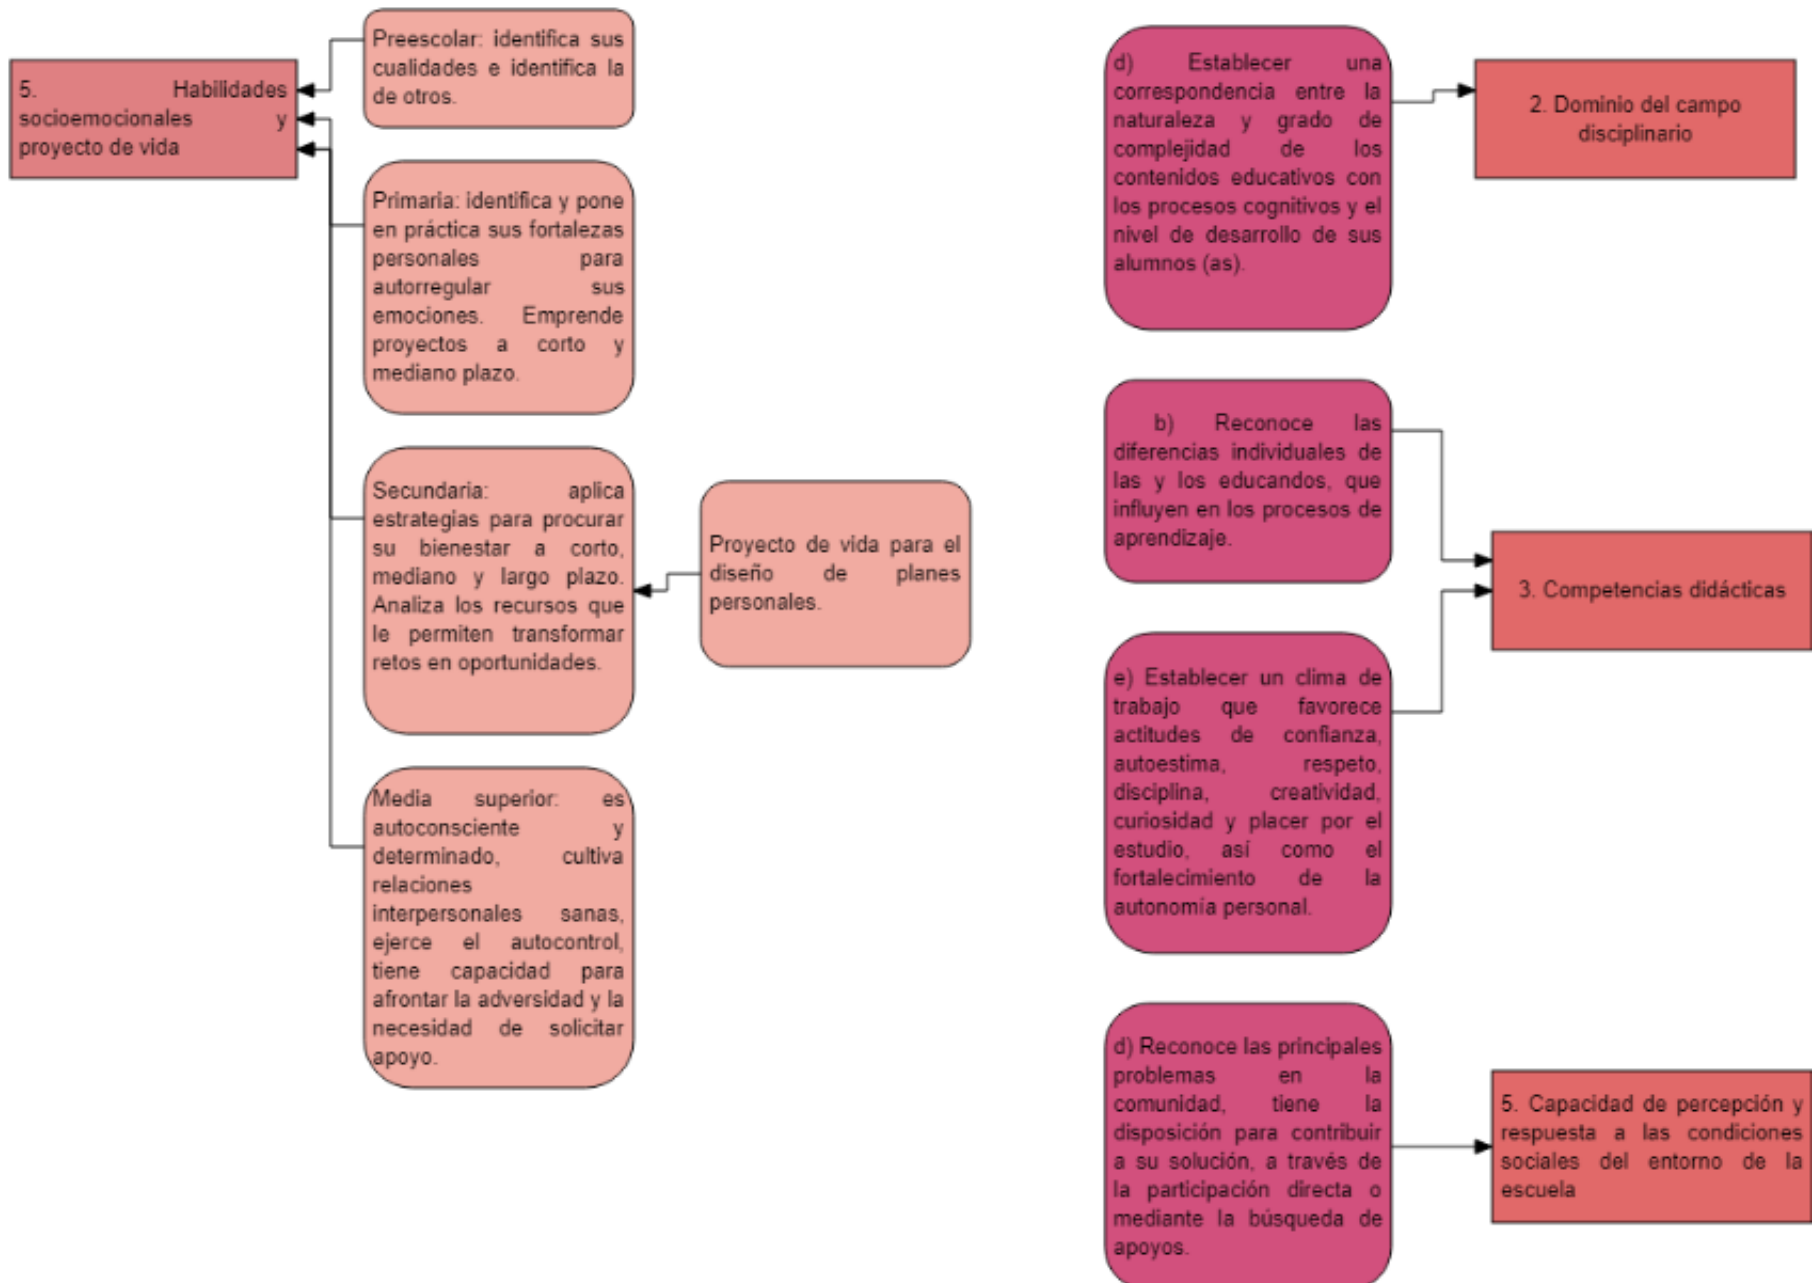 5. Habilidades
socioemocionales y
proyecto de vida
Preescolar: identifica sus
cualidades e identifica la
de otros.
Primaria: identifica y pone
en práctica sus fortalezas
personales para
autorregular sus
emociones. Emprende
proyectos a corto y
mediano plazo.
Secundaria: aplica
estrategias para procurar
su bienestar a corto,
mediano y largo plazo.
Analiza los recursos que
le permiten transformar
retos en oportunidades.
Proyecto de vida para el
diseño de planes
personales.
Media superior: es
autoconsciente y
determinado, cultiva
relaciones
interpersonales sanas,
ejerce el autocontrol,
tiene capacidad para
afrontar la adversidad y la
necesidad de solicitar
apoyo.
d) Establecer una
correspondencia entre la
naturaleza y grado de
complejidad de los
contenidos educativos con
los procesos cognitivos y el
nivel de desarrollo de sus
alumnos (as).
2. Dominio del campo
disciplinario
b) Reconoce las
diferencias individuales de
las y los educandos, que
influyen en los procesos de
aprendizaje.
3. Competencias didácticas
e) Establecer un clima de
trabajo que favorece
actitudes de confianza,
autoestima, respeto,
disciplina, creatividad,
curiosidad y placer por el
estudio, así como el
fortalecimiento de la
autonomía personal.
d) Reconoce las principales
problemas en la
comunidad, tiene la
disposición para contribuir
a su solución, a través de
la participación directa o
mediante la búsqueda de
apoyos.
5. Capacidad de percepción y
respuesta a las condiciones
sociales del entorno de la
escuela